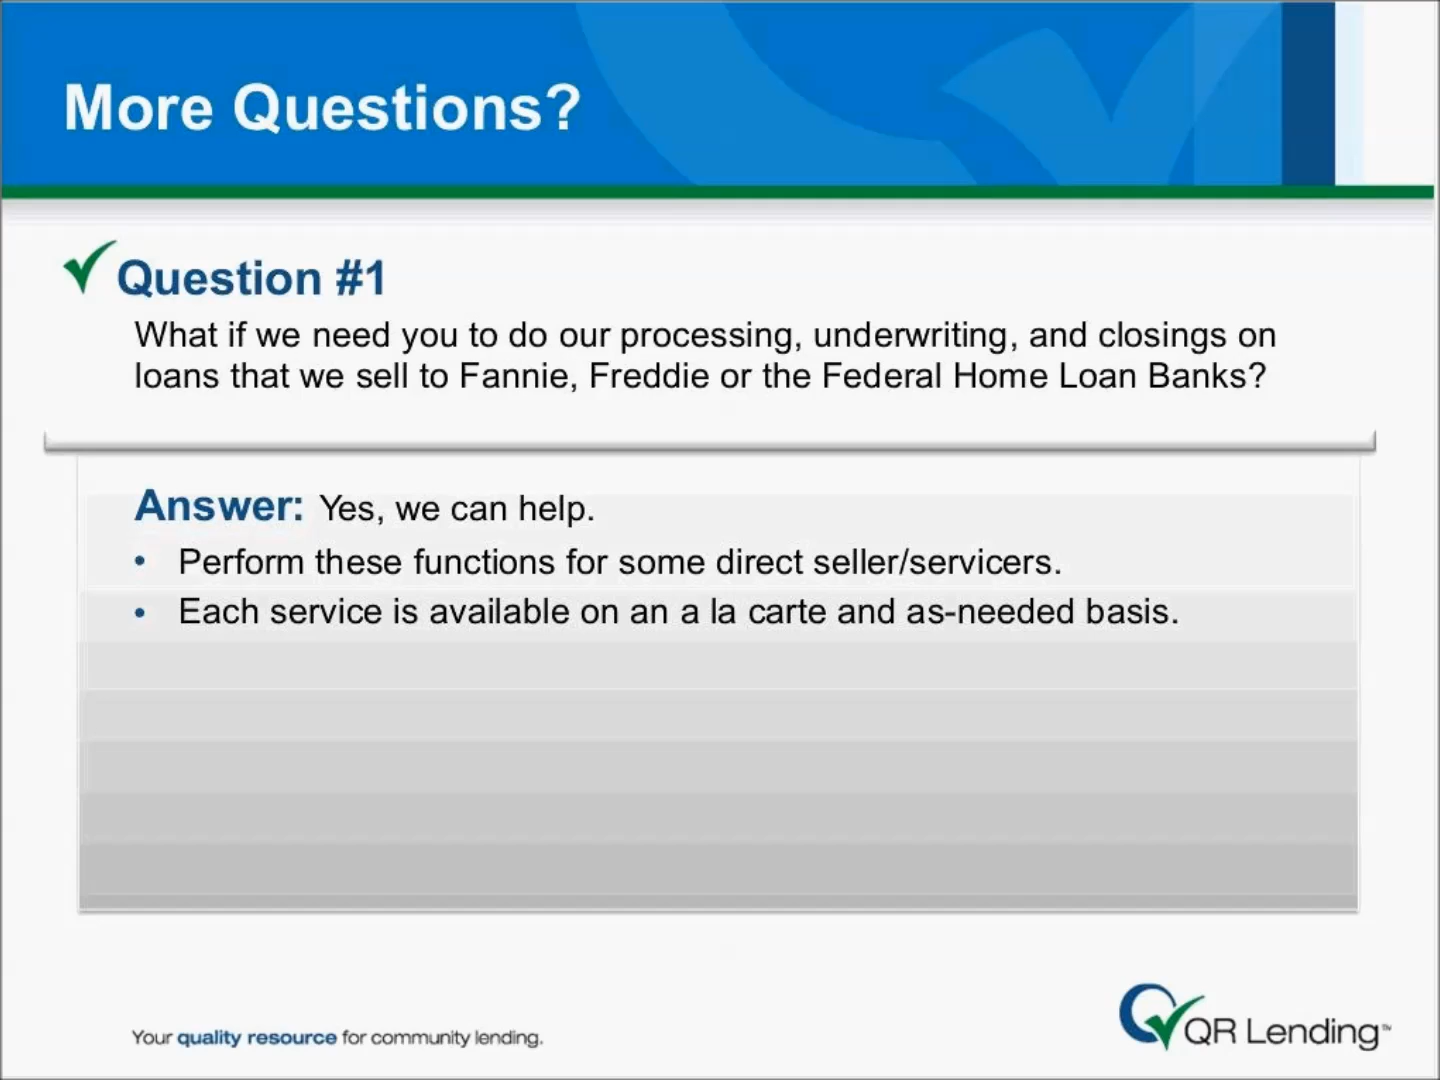 More Questions?
Question #1
What if we need you to do our processing, underwriting, and closings on
loans that we sell to Fannie, Freddie or the Federal Home Loan Banks?
Answer: Yes, we can help.
• Perform these functions for some direct seller/servicers.
• Each service is available on an a la carte and as-needed basis.
Your quality resource for community lending.
QR Lending™